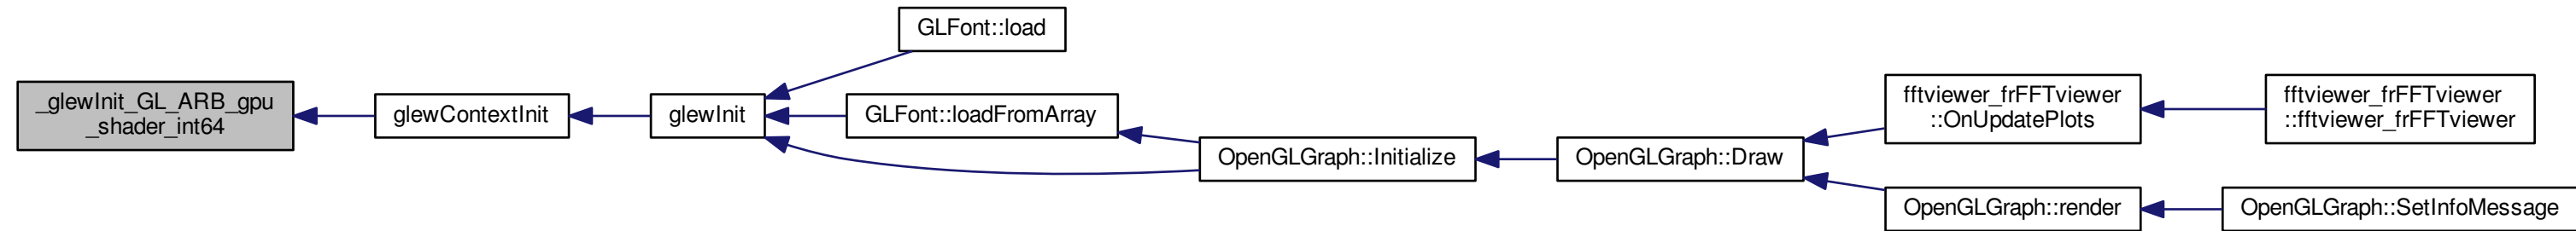 GLFont::load
_glewInit_GL_ARB_gpu
_shader_int64
glewContextInit
glewInit
GLFont::loadFromArray
OpenGLGraph::Initialize
OpenGLGraph::Draw
fftviewer_frFFTviewer
::OnUpdatePlots
fftviewer_frFFTviewer
::fftviewer_frFFTviewer
OpenGLGraph::render
OpenGLGraph::SetInfoMessage